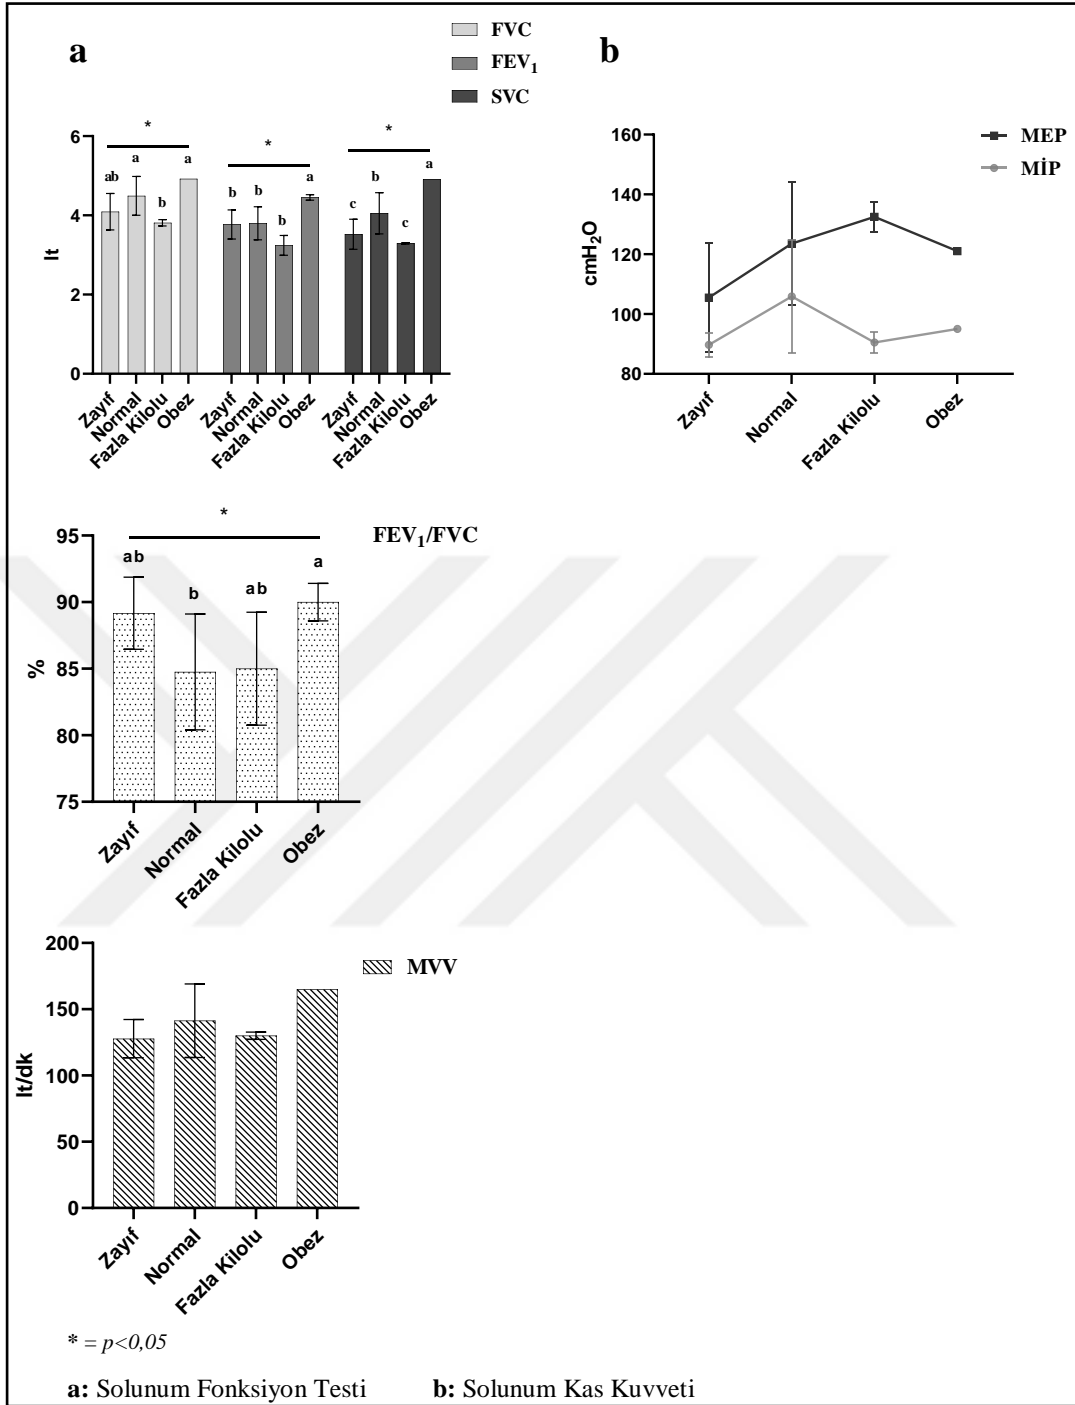 a
FVC
FEV1
SVC
*
*
*
ab
a
b
a
b
b
b
a
c
b
c
a
6
4
2
0
lt
Zayıf
Normal
Fazla Kilolu
Obez
Zayıf
Normal
Fazla Kilolu
Obez
Zayıf
Normal
Fazla Kilolu
Obez
b
MEP
MİP
160
140
120
100
80
cmH2O
Zayıf
Normal
Fazla Kilolu
Obez
FEV1/FVC
*
ab
b
ab
a
95
90
85
80
75
%
Zayıf
Normal
Fazla Kilolu
Obez
MVV
200
150
100
50
0
lt/dk
Zayıf
Normal
Fazla Kilolu
Obez
* = p<0,05
a: Solunum Fonksiyon Testi b: Solunum Kas Kuvveti